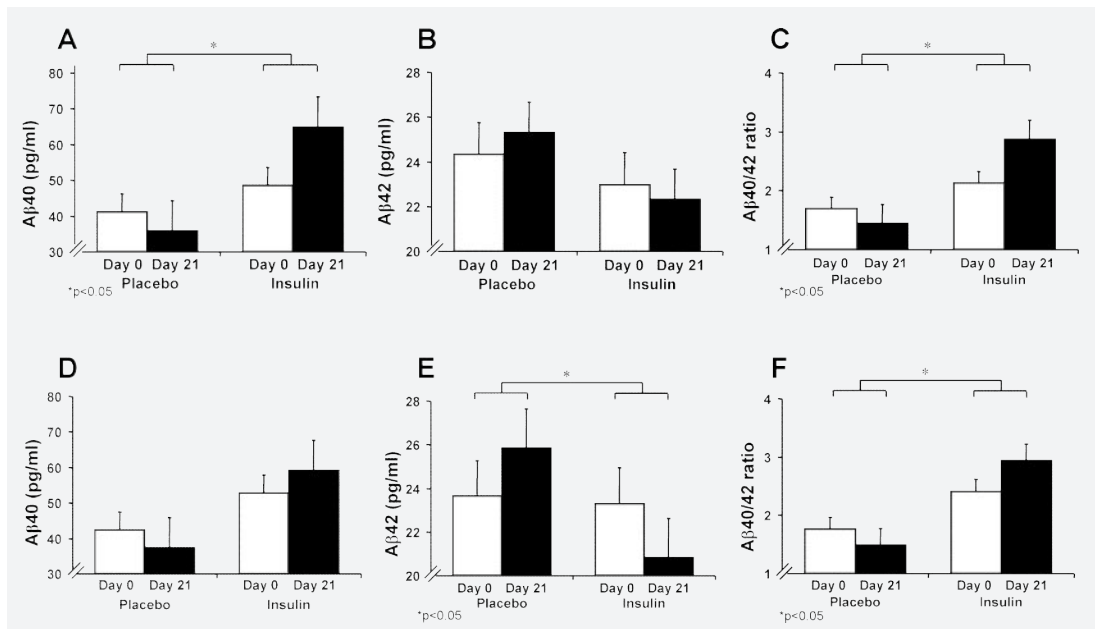 A
*
Aβ40 (pg/ml)
80
70
60
50
40
30
Day 0 Day 21 Day 0 Day 21
Placebo Insulin
*p<0.05
B
Aβ42 (pg/ml)
28
26
24
22
20
Day 0 Day 21 Day 0 Day 21
Placebo Insulin
C
*
Aβ40/42 ratio
4
3
2
1
Day 0 Day 21 Day 0 Day 21
Placebo Insulin
*p<0.05
D
Aβ40 (pg/ml)
80
70
60
50
40
30
Day 0 Day 21 Day 0 Day 21
Placebo Insulin
E
*
Aβ42 (pg/ml)
28
26
24
22
20
Day 0 Day 21 Day 0 Day 21
Placebo Insulin
*p<0.05
F
*
Aβ40/42 ratio
4
3
2
1
Day 0 Day 21 Day 0 Day 21
Placebo Insulin
*p<0.05